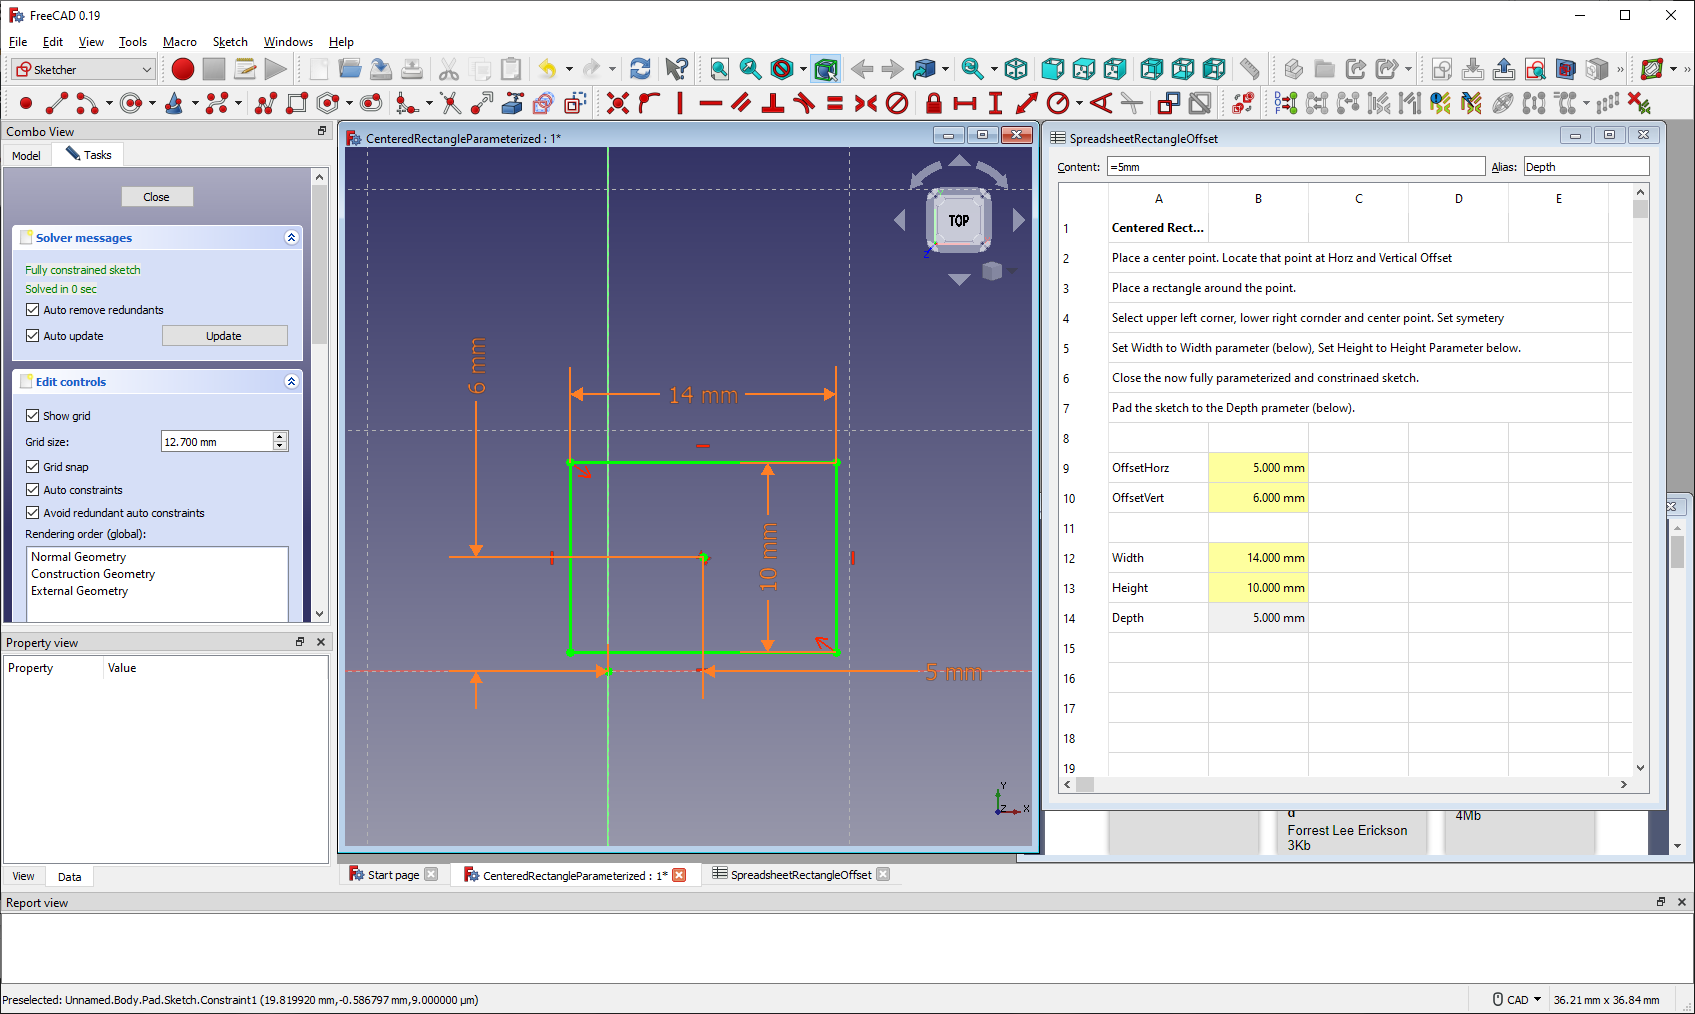 FreeCAD 0.19
File Edit View Tools Macro Sketch Windows Help
Sketcher
Combo View
Model Tasks
Close
Solver messages
Fully constrained sketch
Solved in 0 sec
Auto remove redundants
Auto update Update
Edit controls
Show grid
Grid size: 12.700 mm
Grid snap
Auto constraints
Avoid redundant auto constraints
Rendering order (global):
Normal Geometry
Construction Geometry
External Geometry
Property view
Property Value
View Data
CenteredRectangleParameterized : 1*
TOP
Z
6 mm
14 mm
10 mm
5 mm
Y
Z X
SpreadsheetRectangleOffset
Content: =5mm Alias: Depth
A B C D E
1 Centered Rect...
2 Place a center point. Locate that point at Horz and Vertical Offset
3 Place a rectangle around the point.
4 Select upper left corner, lower right cornder and center point. Set symetery
5 Set Width to Width parameter (below), Set Height to Height Parameter below.
6 Close the now fully parameterized and constrinaed sketch.
7 Pad the sketch to the Depth prameter (below).
8
9 OffsetHorz 5.000 mm
10 OffsetVert 6.000 mm
11
12 Width 14.000 mm
13 Height 10.000 mm
14 Depth 5.000 mm
15
16
17
18
19
d
Forrest Lee Erickson
3Kb
4Mb
Start page CenteredRectangleParameterized : 1* SpreadsheetRectangleOffset
Report view
Preselected: Unnamed.Body.Pad.Sketch.Constraint1 (19.819920 mm,-0.586797 mm,9.000000 µm)
CAD 36.21 mm x 36.84 mm